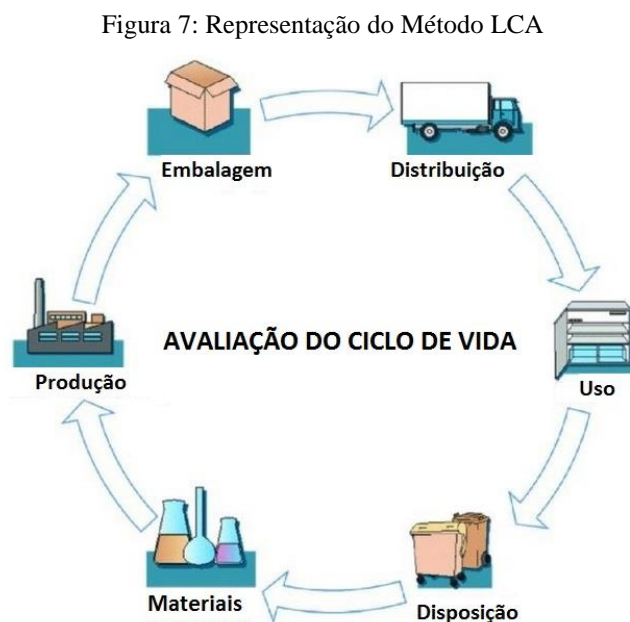 Figura 7: Representação do Método LCA
Embalagem
Distribuição
AVALIAÇÃO DO CICLO DE VIDA
Produção
Uso
Materiais
Disposição